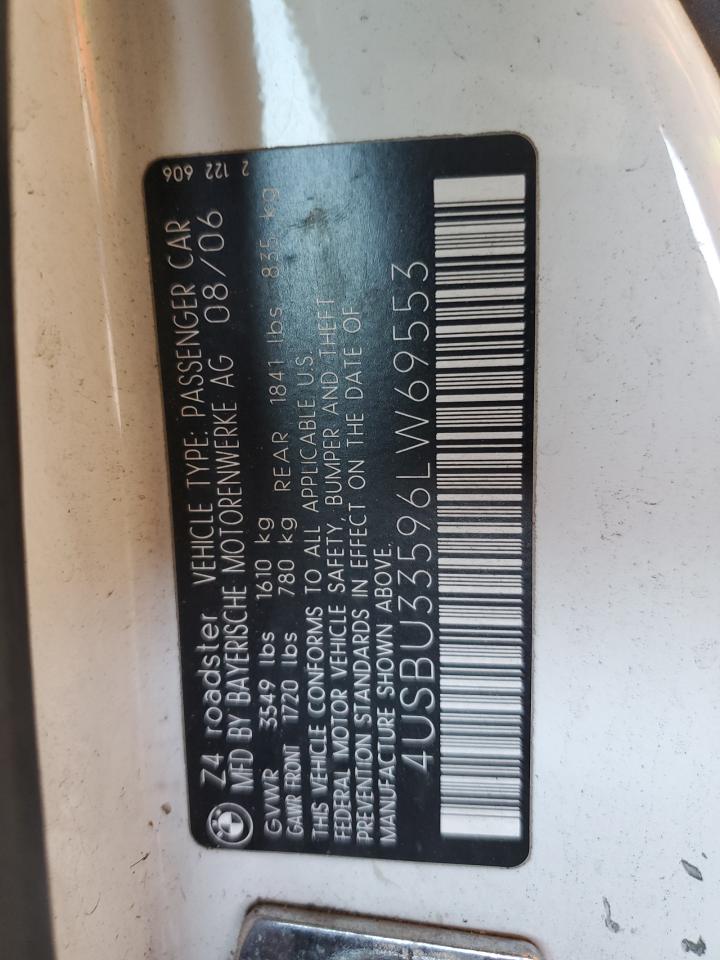 Z4 roadster VEHICLE TYPE: PASSENGER CAR
MFD BY BAYERISCHE MOTORENWERKE AG 08/06
GVWR 3549 lbs 1610 kg
GAWR FRONT 1720 lbs 780 kg REAR 1841 lbs 835 kg
THIS VEHICLE CONFORMS TO ALL APPLICABLE U.S.
FEDERAL MOTOR VEHICLE SAFETY, BUMPER AND THEFT
PREVENTION STANDARDS IN EFFECT ON THE DATE OF
MANUFACTURE SHOWN ABOVE.
4USBU33596LW69553
2 122 606